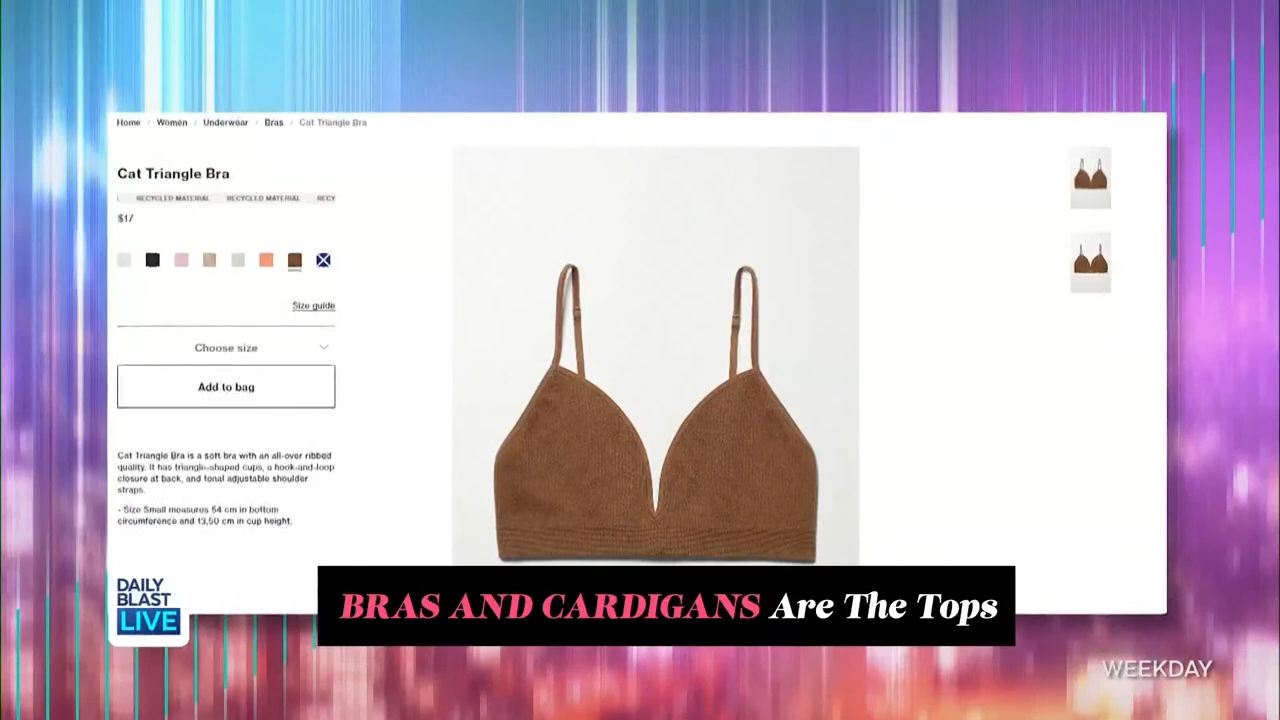 Home / Women / Underwear / Bras / Cat Triangle Bra
Cat Triangle Bra
RECYCLED MATERIAL RECYCLED MATERIAL RECY
$17
Size guide
Choose size
Add to bag
Cat Triangle Bra is a soft bra with an all-over ribbed
quality. It has triangle-shaped cups, a hook-and-loop
closure at back, and tonal adjustable shoulder
straps.
- Size Small measures 54 cm in bottom
circumference and 13,50 cm in cup height.
DAILY
BLAST
LIVE
BRAS AND CARDIGANS Are The Tops
WEEKDAY